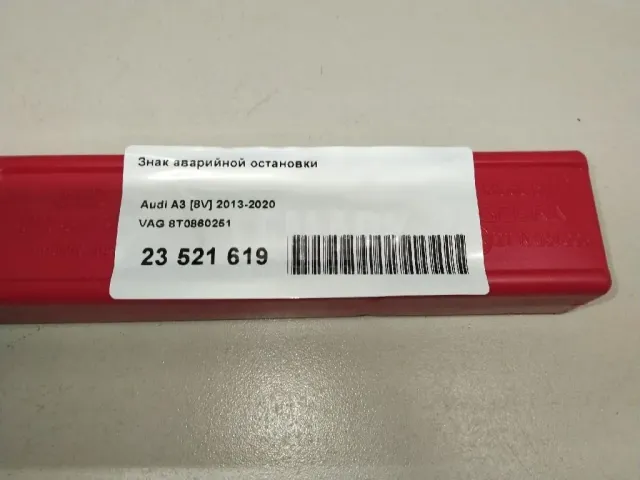 Знак аварийной остановки
Audi A3 [8V] 2013-2020
VAG 8T0860251
23 521 619